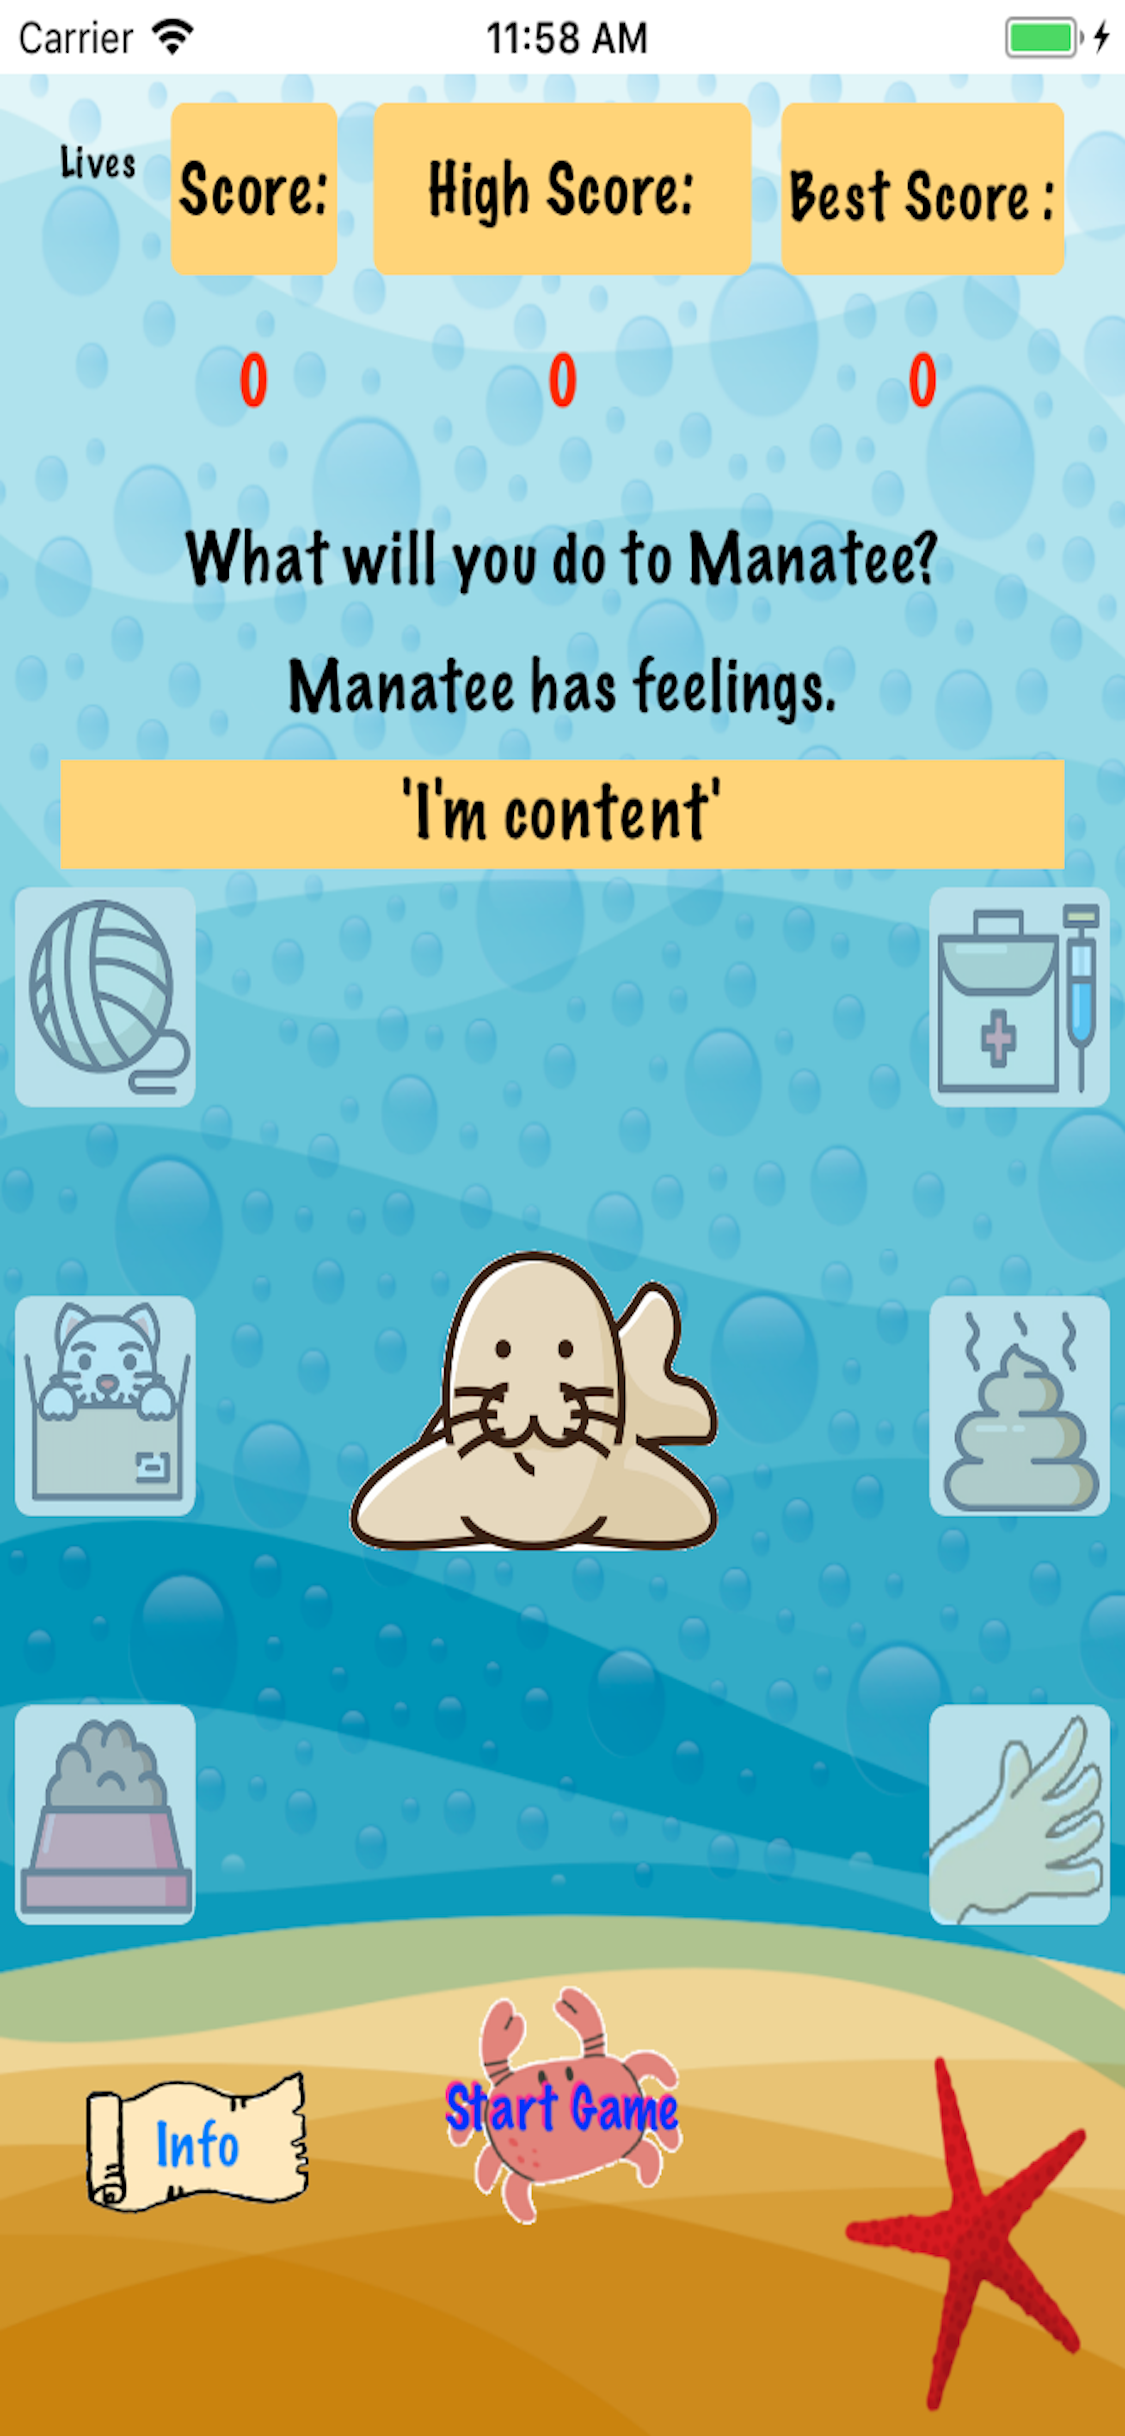 Carrier 11:58 AM
Lives Score: High Score: Best Score :
0 0 0
What will you do to Manatee?
Manatee has feelings.
'I'm content'
Info Start Game